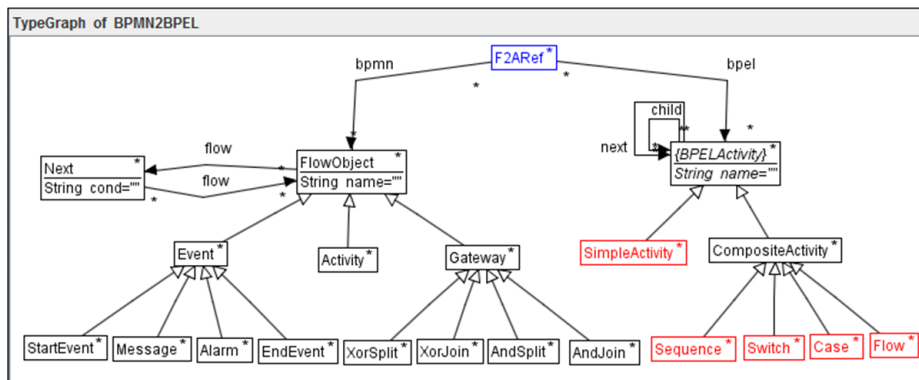 TypeGraph of BPMN2BPEL
F2ARef *
bpmn
bpel
*
*
*
*
child
next
*
*
*
flow
flow
Next *
String cond=""
*
*
*
FlowObject *
String name=""
{BPELActivity} *
String name=""
Event *
Activity *
Gateway *
SimpleActivity *
CompositeActivity *
StartEvent *
Message *
Alarm *
EndEvent *
XorSplit *
XorJoin *
AndSplit *
AndJoin *
Sequence *
Switch *
Case *
Flow *